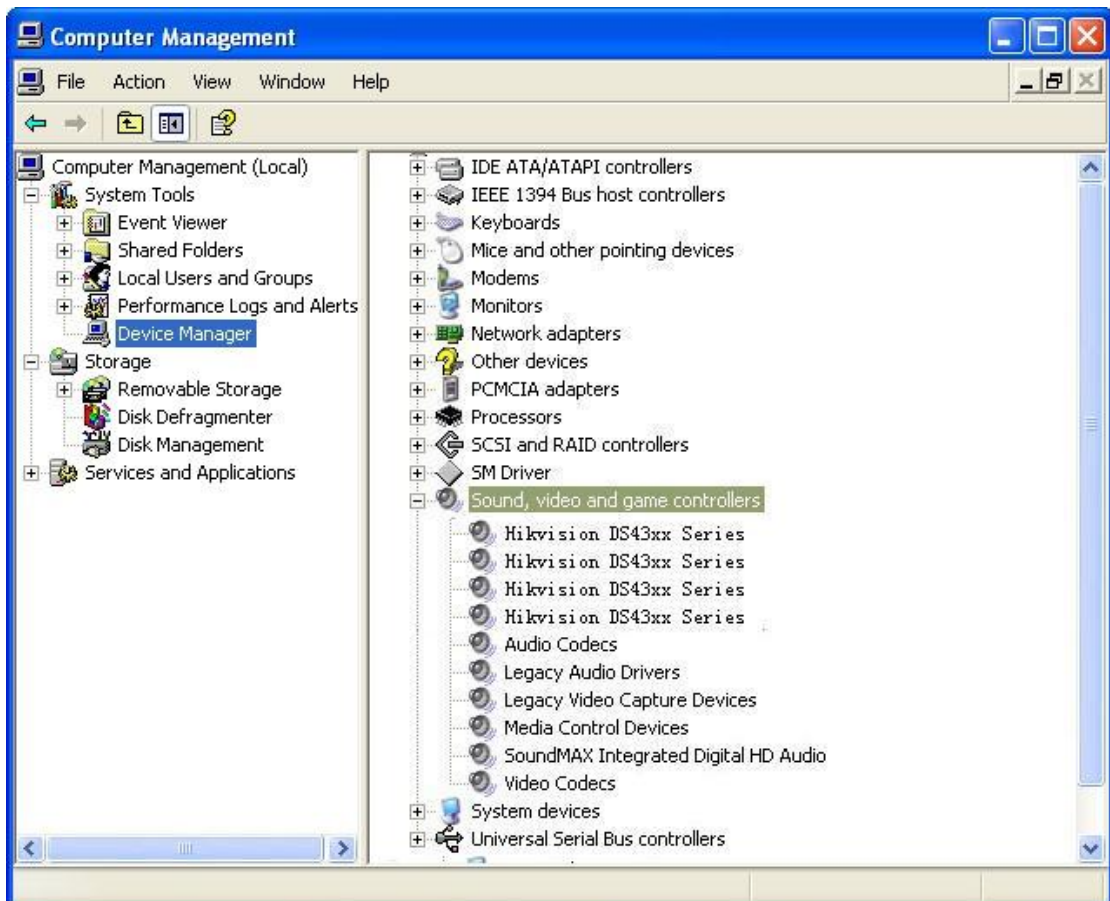 Computer Management
File Action View Window Help
Computer Management (Local)
System Tools
Event Viewer
Shared Folders
Local Users and Groups
Performance Logs and Alerts
Device Manager
Storage
Removable Storage
Disk Defragmenter
Disk Management
Services and Applications
IDE ATA/ATAPI controllers
IEEE 1394 Bus host controllers
Keyboards
Mice and other pointing devices
Modems
Monitors
Network adapters
Other devices
PCMCIA adapters
Processors
SCSI and RAID controllers
SM Driver
Sound, video and game controllers
Hikvision DS43xx Series
Hikvision DS43xx Series
Hikvision DS43xx Series
Hikvision DS43xx Series
Audio Codecs
Legacy Audio Drivers
Legacy Video Capture Devices
Media Control Devices
SoundMAX Integrated Digital HD Audio
Video Codecs
System devices
Universal Serial Bus controllers